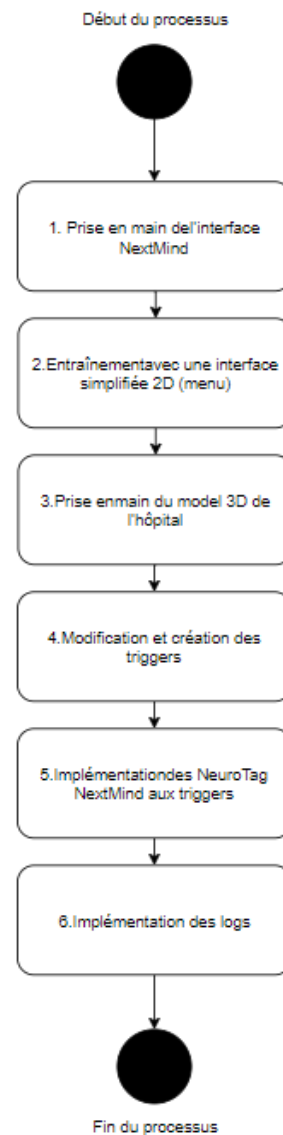 Début du processus
1. Prise en main del'interface
NextMind
2.Entraînementavec une interface
simplifiée 2D (menu)
3.Prise enmain du model 3D de
l'hôpital
4.Modification et création des
triggers
5.Implémentationdes NeuroTag
NextMind aux triggers
6.Implémentation des logs
Fin du processus